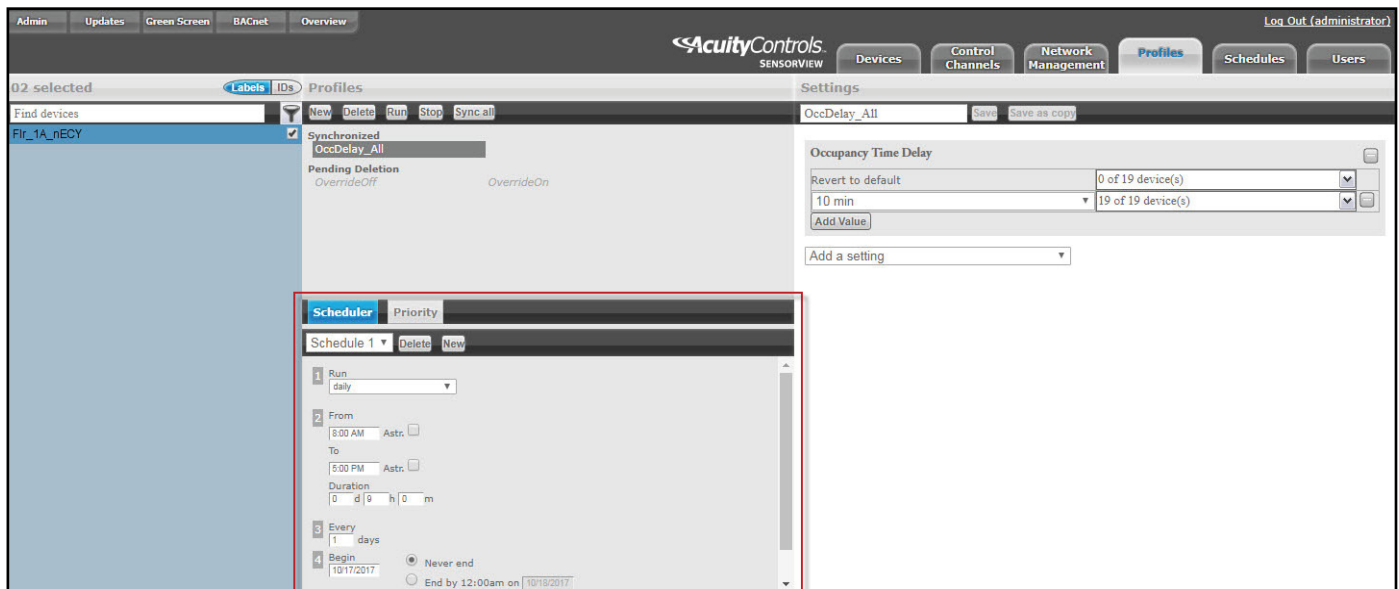 Admin Updates Green Screen BACnet Overview Log Out (administrator)
AcuityControls
SENSORVIEW
Devices Control Channels Network Management Profiles Schedules Users
02 selected Labels IDs Profiles Settings
Find devices New Delete Run Stop Sync all OccDelay_All Save Save as copy
Flr_1A_nECY
Synchronized
OccDelay_All
Pending Deletion
OverrideOff OverrideOn
Occupancy Time Delay
Revert to default 0 of 19 device(s)
10 min 19 of 19 device(s)
Add Value
Add a setting
Scheduler Priority
Schedule 1 Delete New
1 Run
daily
2 From
8:00 AM Astr.
To
5:00 PM Astr.
Duration
0 d 9 h 0 m
3 Every
1 days
4 Begin
10/17/2017 Never end
End by 12:00am on 10/18/2017